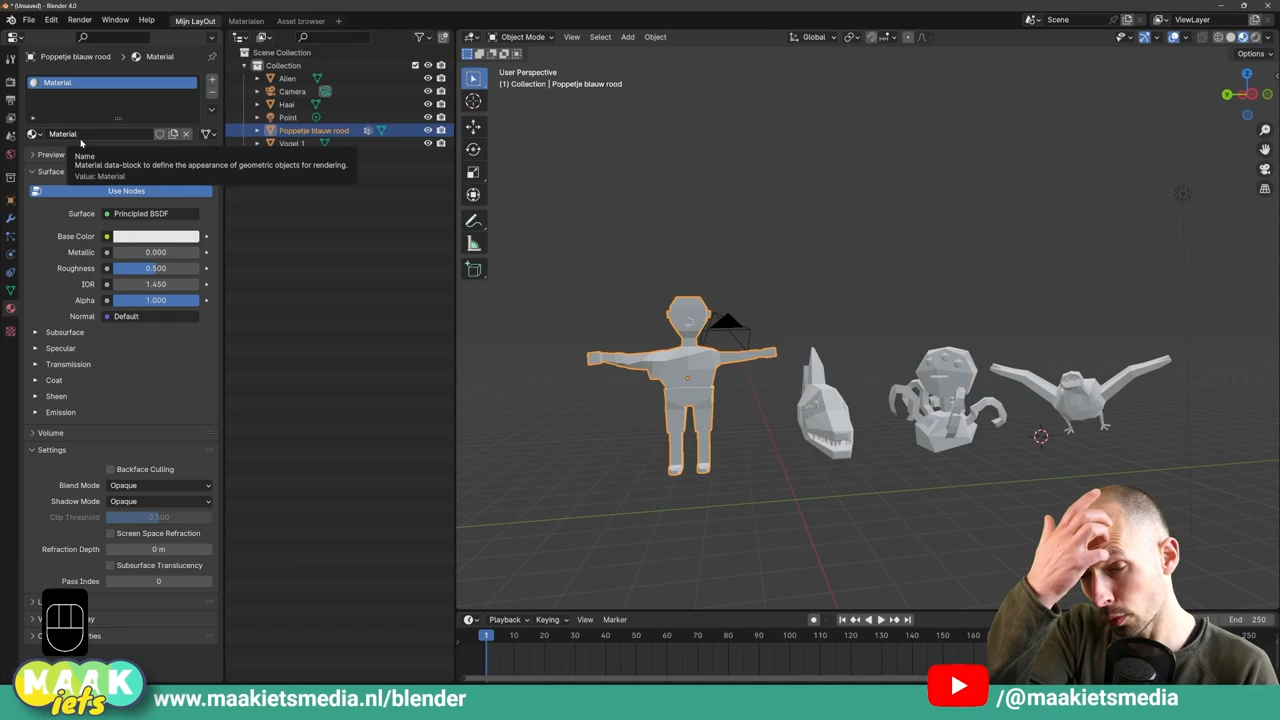 * (Unsaved) - Blender 4.0
File Edit Render Window Help Mijn LayOut Materialen Asset browser Scene ViewLayer
Object Mode View Select Add Object Global Options
Poppetje blauw rood Material
Material
Material
Name
Material data-block to define the appearance of geometric objects for rendering.
Value: Material
Preview
Surface
Use Nodes
Surface Principled BSDF
Base Color
Metallic 0.000
Roughness 0.500
IOR 1.450
Alpha 1.000
Normal Default
Subsurface
Specular
Transmission
Coat
Sheen
Emission
Volume
Settings
Backface Culling
Blend Mode Opaque
Shadow Mode Opaque
Clip Threshold 0.500
Screen Space Refraction
Refraction Depth 0 m
Subsurface Translucency
Pass Index 0
Scene Collection
Collection
Alien
Camera
Haai
Point
Poppetje blauw rood
Vogel 1
User Perspective
(1) Collection | Poppetje blauw rood
Z
Y
Playback Keying View Marker
End 250
1 10 20 30 40 50 60 70 80 90 100 110 120 130 140 150 160 250
MAAK
iets
www.maakietsmedia.nl/blender
/@maakietsmedia